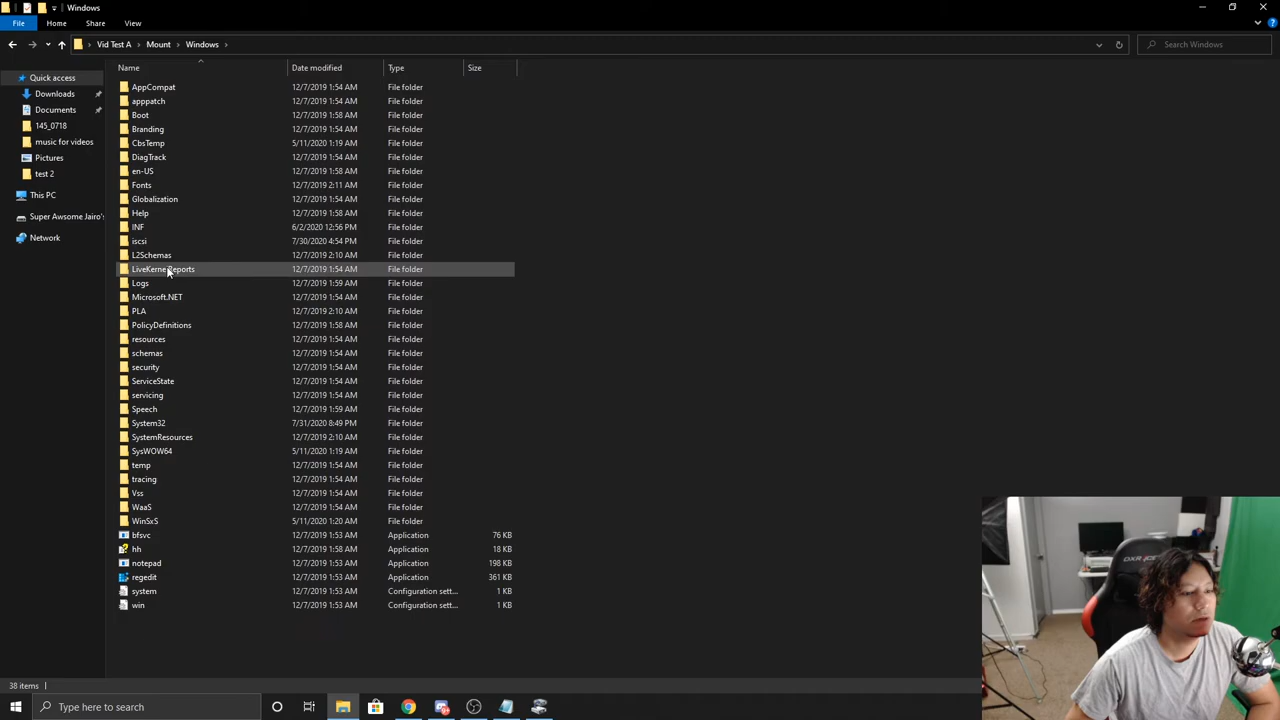 Windows
File Home Share View
Vid Test A Mount Windows Search Windows
Name Date modified Type Size
Quick access
Downloads
Documents
145_0718
music for videos
Pictures
test 2
This PC
Super Awsome Jairo's
Network
AppCompat 12/7/2019 1:54 AM File folder
apppatch 12/7/2019 1:54 AM File folder
Boot 12/7/2019 1:58 AM File folder
Branding 12/7/2019 1:54 AM File folder
CbsTemp 5/11/2020 1:19 AM File folder
DiagTrack 12/7/2019 1:54 AM File folder
en-US 12/7/2019 1:58 AM File folder
Fonts 12/7/2019 2:11 AM File folder
Globalization 12/7/2019 1:54 AM File folder
Help 12/7/2019 1:58 AM File folder
INF 6/2/2020 12:56 PM File folder
iscsi 7/30/2020 4:54 PM File folder
L2Schemas 12/7/2019 2:10 AM File folder
LiveKernelReports 12/7/2019 1:54 AM File folder
Logs 12/7/2019 1:59 AM File folder
Microsoft.NET 12/7/2019 1:54 AM File folder
PLA 12/7/2019 2:10 AM File folder
PolicyDefinitions 12/7/2019 1:58 AM File folder
resources 12/7/2019 1:54 AM File folder
schemas 12/7/2019 1:54 AM File folder
security 12/7/2019 1:54 AM File folder
ServiceState 12/7/2019 1:54 AM File folder
servicing 12/7/2019 1:54 AM File folder
Speech 12/7/2019 1:59 AM File folder
System32 7/31/2020 8:49 PM File folder
SystemResources 12/7/2019 2:10 AM File folder
SysWOW64 5/11/2020 1:19 AM File folder
temp 12/7/2019 1:54 AM File folder
tracing 12/7/2019 1:54 AM File folder
Vss 12/7/2019 1:54 AM File folder
WaaS 12/7/2019 1:54 AM File folder
WinSxS 5/11/2020 1:20 AM File folder
bfsvc 12/7/2019 1:53 AM Application 76 KB
hh 12/7/2019 1:58 AM Application 18 KB
notepad 12/7/2019 1:53 AM Application 198 KB
regedit 12/7/2019 1:53 AM Application 361 KB
system 12/7/2019 1:53 AM Configuration sett... 1 KB
win 12/7/2019 1:53 AM Configuration sett... 1 KB
38 items
Type here to search